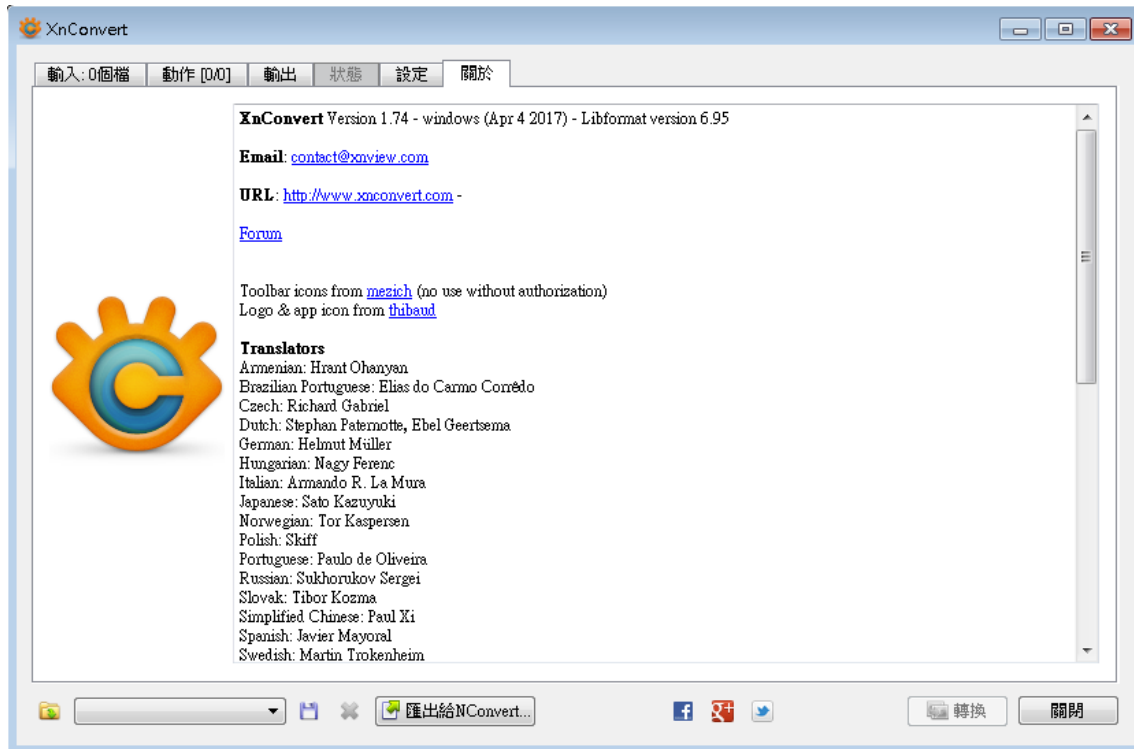 XnConvert
輸入: 0個檔 動作 [0/0] 輸出 狀態 設定 關於
XnConvert Version 1.74 - windows (Apr 4 2017) - Libformat version 6.95
Email: contact@xnview.com
URL: http://www.xnconvert.com -
Forum
Toolbar icons from mezich (no use without authorization)
Logo & app icon from thibaud
Translators
Armenian: Hrant Ohanyan
Brazilian Portuguese: Elias do Carmo Corrêdo
Czech: Richard Gabriel
Dutch: Stephan Paternotte, Ebel Geertsema
German: Helmut Müller
Hungarian: Nagy Ferenc
Italian: Armando R. La Mura
Japanese: Sato Kazuyuki
Norwegian: Tor Kaspersen
Polish: Skiff
Portuguese: Paulo de Oliveira
Russian: Sukhorukov Sergei
Slovak: Tibor Kozma
Simplified Chinese: Paul Xi
Spanish: Javier Mayoral
Swedish: Martin Trokenheim
匯出給NConvert... 轉換 關閉